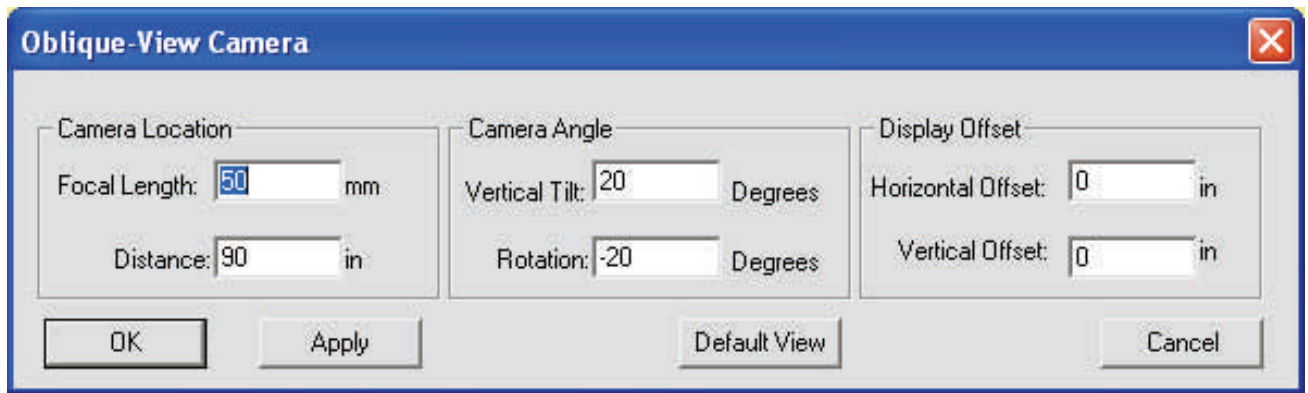 Oblique-View Camera
Camera Location
Focal Length: 50 mm
Distance: 90 in
Camera Angle
Vertical Tilt: 20 Degrees
Rotation: -20 Degrees
Display Offset
Horizontal Offset: 0 in
Vertical Offset: 0 in
OK
Apply
Default View
Cancel